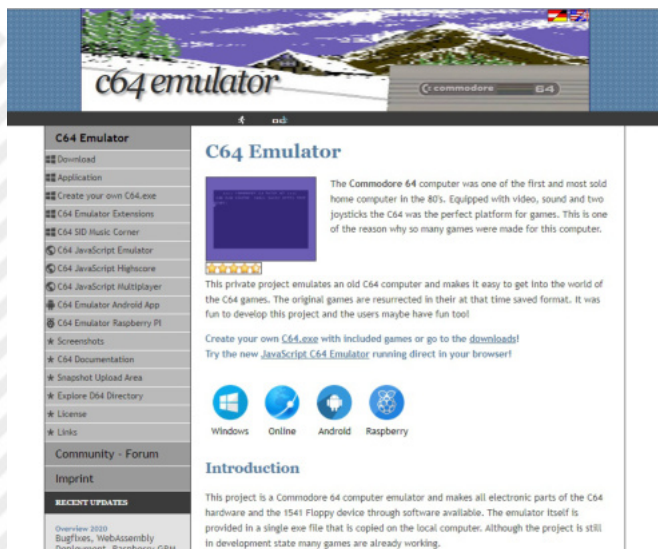 c64 emulator
commodore 64
C64 Emulator
Download
Application
Create your own C64.exe
C64 Emulator Extensions
C64 SID Music Corner
C64 JavaScript Emulator
C64 JavaScript Highscore
C64 JavaScript Multiplayer
C64 Emulator Android App
C64 Emulator Raspberry PI
Screenshots
C64 Documentation
Snapshot Upload Area
Explore D64 Directory
License
Links
Community - Forum
Imprint
RECENT UPDATES
Overview 2020
Bugfixes, WebAssembly
C64 Emulator
The Commodore 64 computer was one of the first and most sold
home computer in the 80's. Equipped with video, sound and two
joysticks the C64 was the perfect platform for games. This is one
of the reason why so many games were made for this computer.
This private project emulates an old C64 computer and makes it easy to get into the world of
the C64 games. The original games are resurrected in their at that time saved format. It was
fun to develop this project and the users maybe have fun too!
Create your own C64.exe with included games or go to the downloads!
Try the new JavaScript C64 Emulator running direct in your browser!
Windows Online Android Raspberry
Introduction
This project is a Commodore 64 computer emulator and makes all electronic parts of the C64
hardware and the 1541 Floppy device through software available. The emulator itself is
provided in a single exe file that is copied on the local computer. Although the project is still
in development state many games are already working.